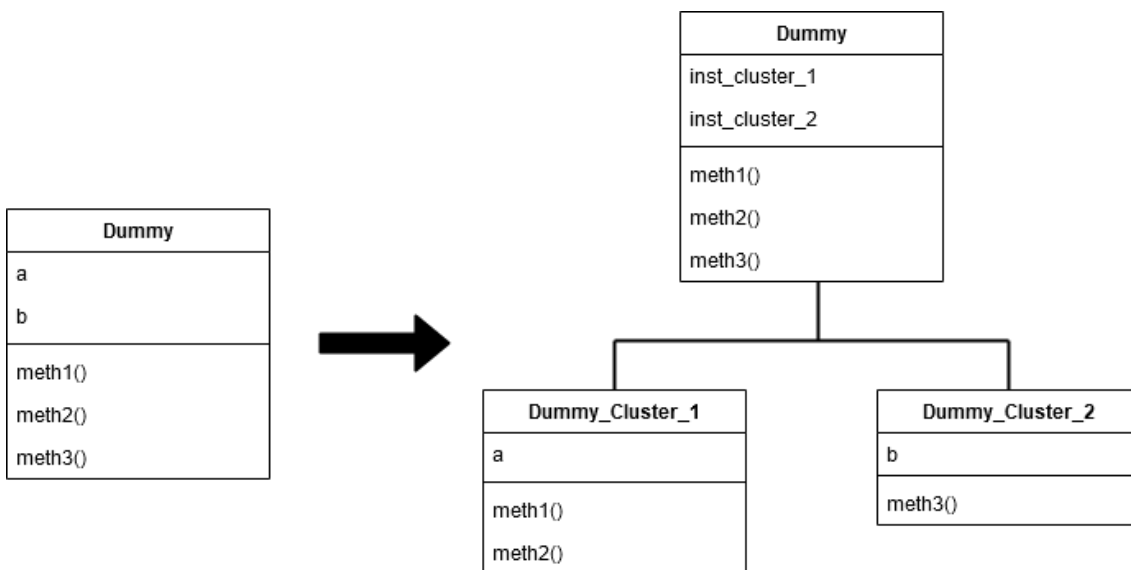 Dummy
a
b
meth1()
meth2()
meth3()
Dummy
inst_cluster_1
inst_cluster_2
meth1()
meth2()
meth3()
Dummy_Cluster_1
a
meth1()
meth2()
Dummy_Cluster_2
b
meth3()